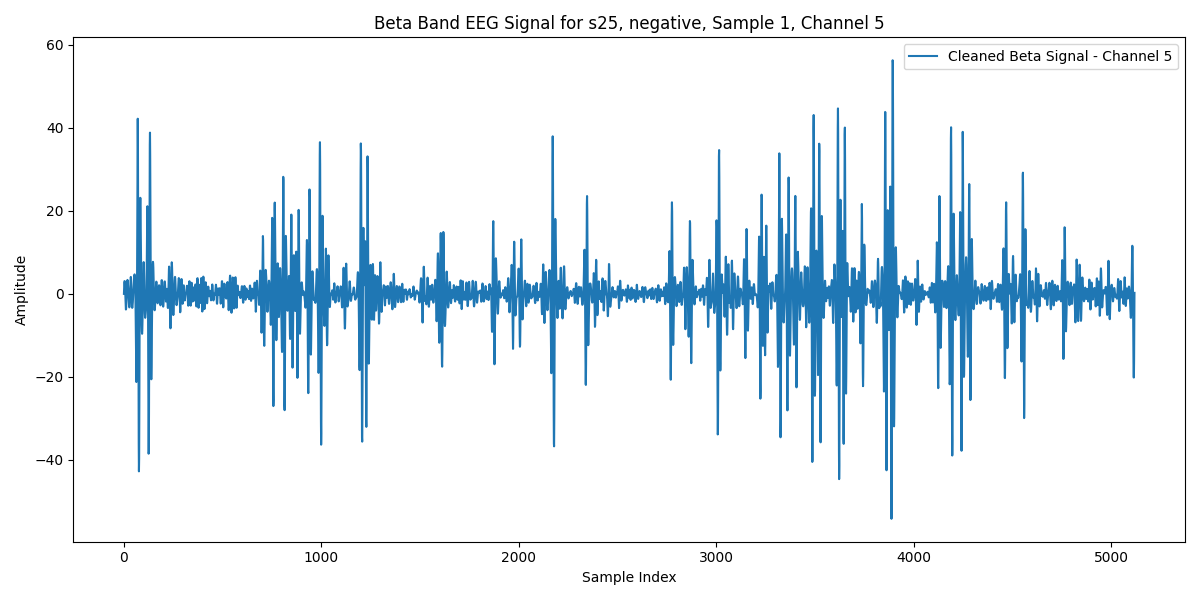 Beta Band EEG Signal for s25, negative, Sample 1, Channel 5
Cleaned Beta Signal - Channel 5
60
40
20
0
−20
−40
Amplitude
0 1000 2000 3000 4000 5000
Sample Index